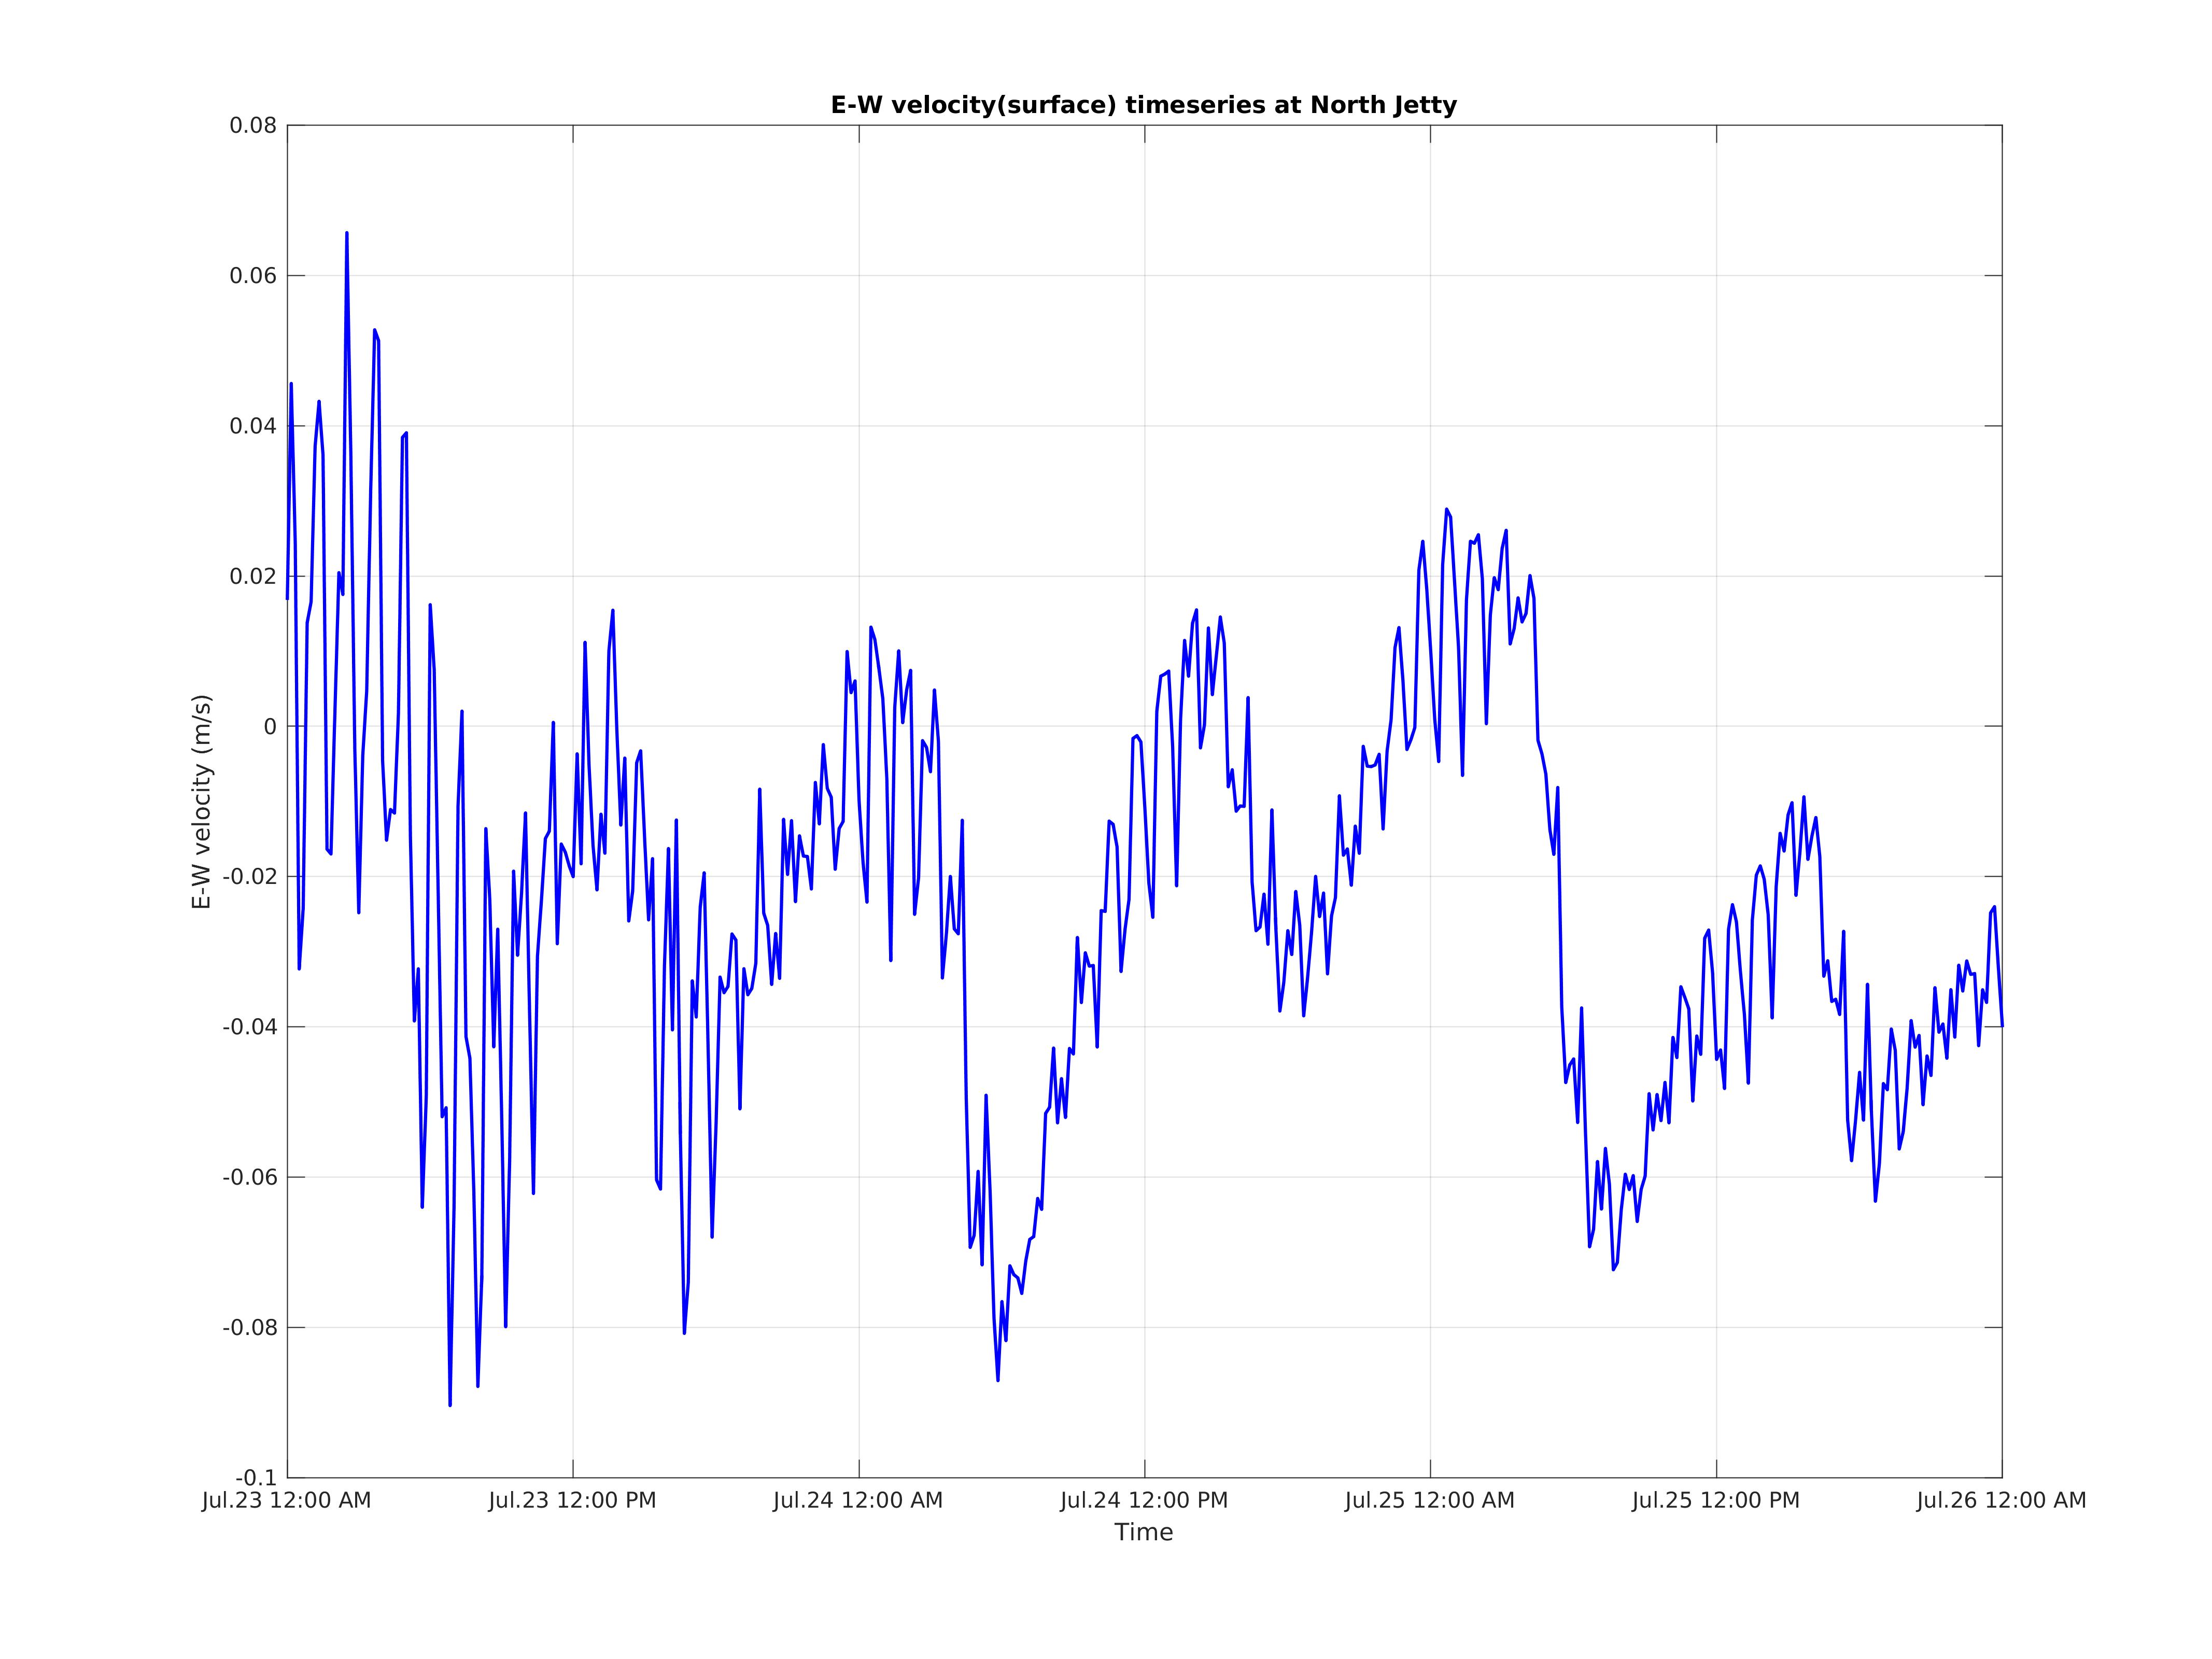 E-W velocity(surface) timeseries at North Jetty
0.08
0.06
0.04
0.02
0
-0.02
-0.04
-0.06
-0.08
-0.1
E-W velocity (m/s)
Jul.23 12:00 AM
Jul.23 12:00 PM
Jul.24 12:00 AM
Jul.24 12:00 PM
Jul.25 12:00 AM
Jul.25 12:00 PM
Jul.26 12:00 AM
Time